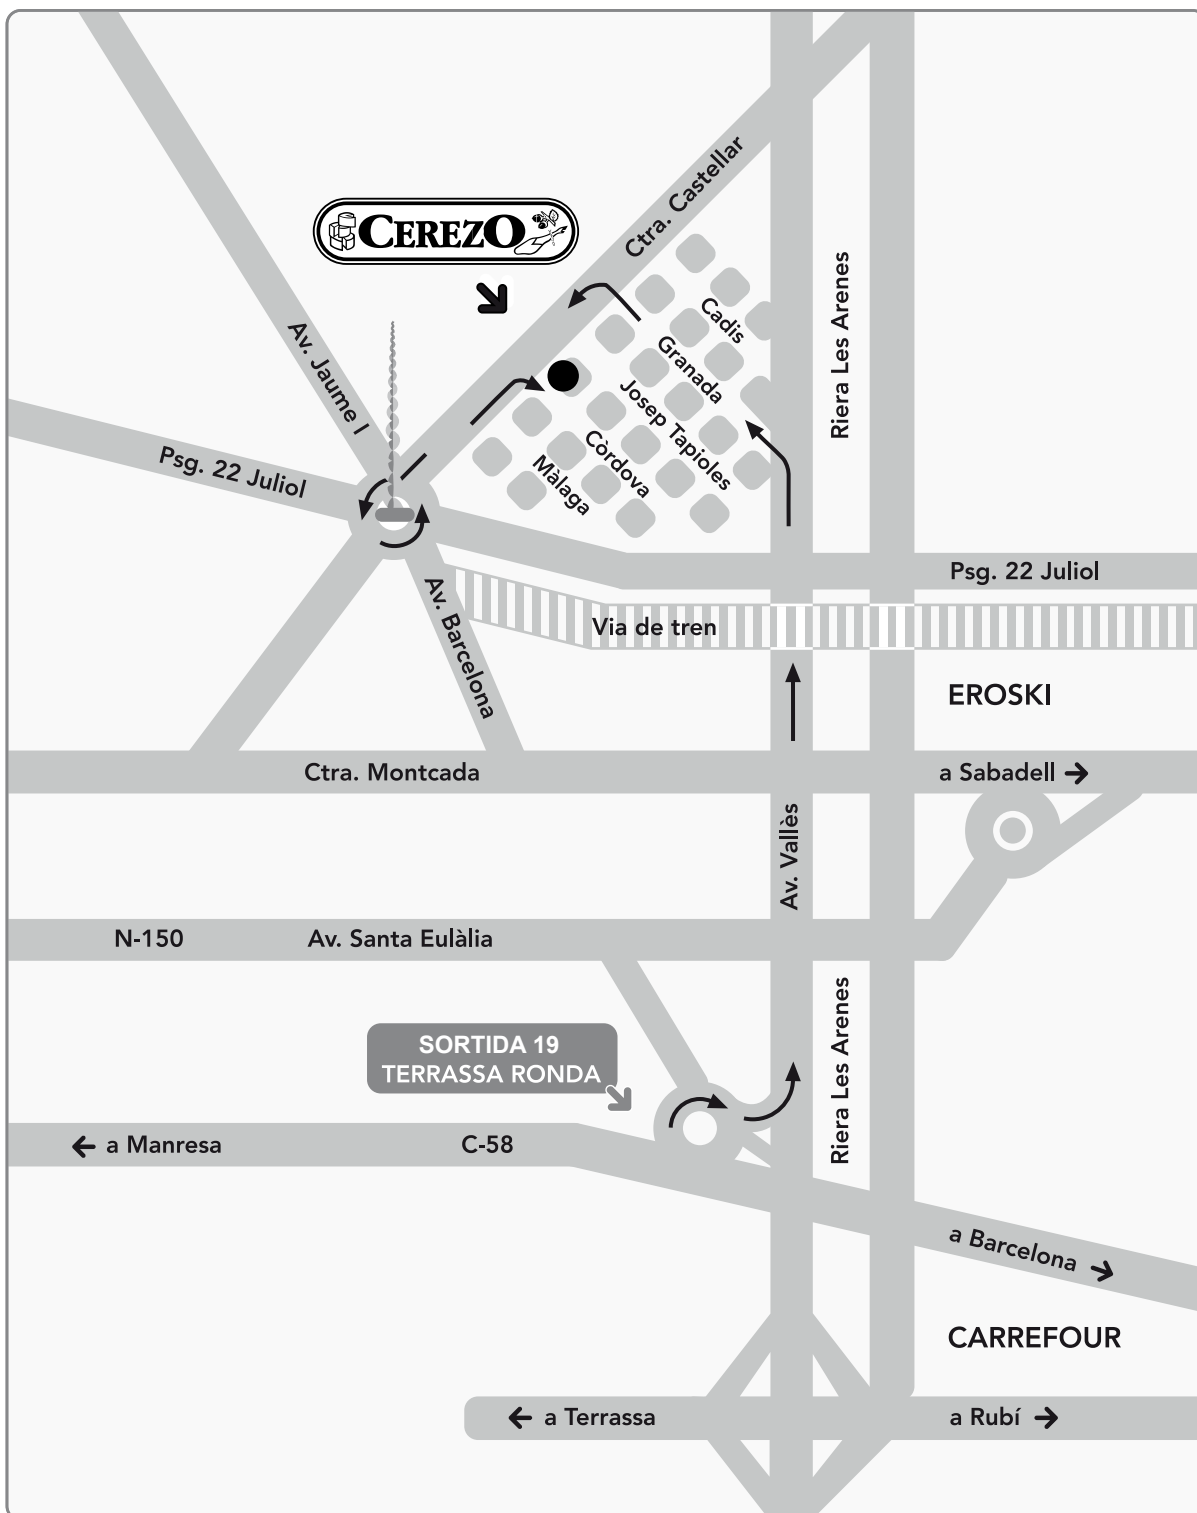 Ctra. Castellar
CEREZO
Av. Jaume I
Cadis
Granada
Josep Tapioles
Còrdova
Màlaga
Riera Les Arenes
Psg. 22 Juliol
Psg. 22 Juliol
Av. Barcelona
Via de tren
EROSKI
Ctra. Montcada
a Sabadell
Av. Vallès
N-150
Av. Santa Eulàlia
Riera Les Arenes
SORTIDA 19
TERRASSA RONDA
a Manresa
C-58
a Barcelona
CARREFOUR
a Terrassa
a Rubí